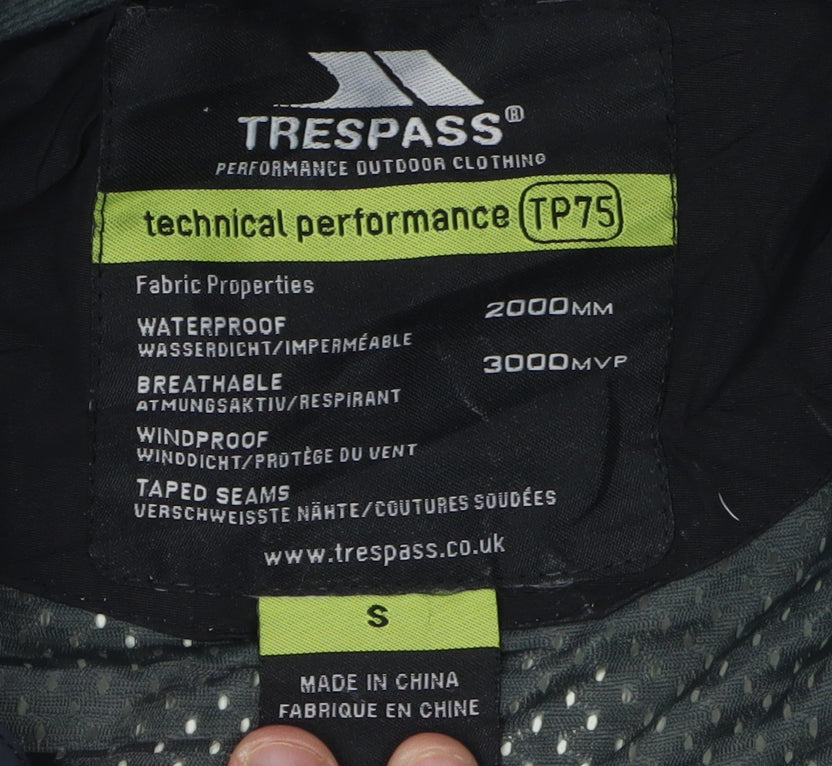 TRESPASS®
PERFORMANCE OUTDOOR CLOTHING
technical performance TP75
Fabric Properties
WATERPROOF 2000MM
WASSERDICHT/IMPERMÉABLE
BREATHABLE 3000MVP
ATMUNGSAKTIV/RESPIRANT
WINDPROOF
WINDDICHT/PROTÈGE DU VENT
TAPED SEAMS
VERSCHWEISSTE NÄHTE/COUTURES SOUDÉES
www.trespass.co.uk
S
MADE IN CHINA
FABRIQUE EN CHINE